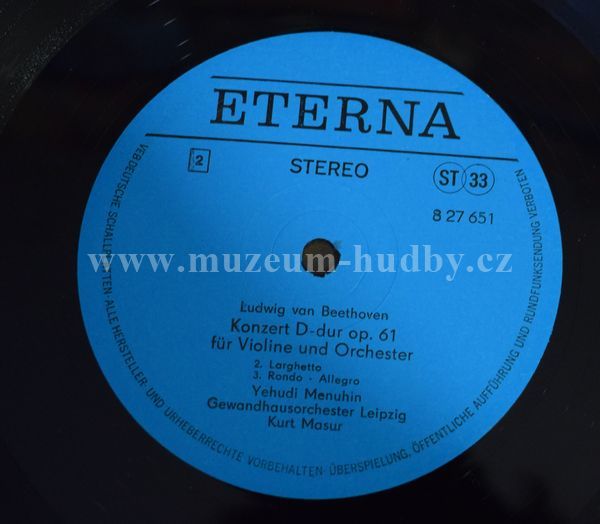 ETERNA
2
STEREO
ST 33
8 27 651
www.muzeum-hudby.cz
Ludwig van Beethoven
Konzert D-dur op. 61
für Violine und Orchester
2. Larghetto
3. Rondo · Allegro
Yehudi Menuhin
Gewandhausorchester Leipzig
Kurt Masur
VEB DEUTSCHE SCHALLPLATTEN · ALLE HERSTELLER- UND URHEBERRECHTE VORBEHALTEN · ÜBERSPIELUNG, ÖFFENTLICHE AUFFÜHRUNG UND RUNDFUNKSENDUNG VERBOTEN